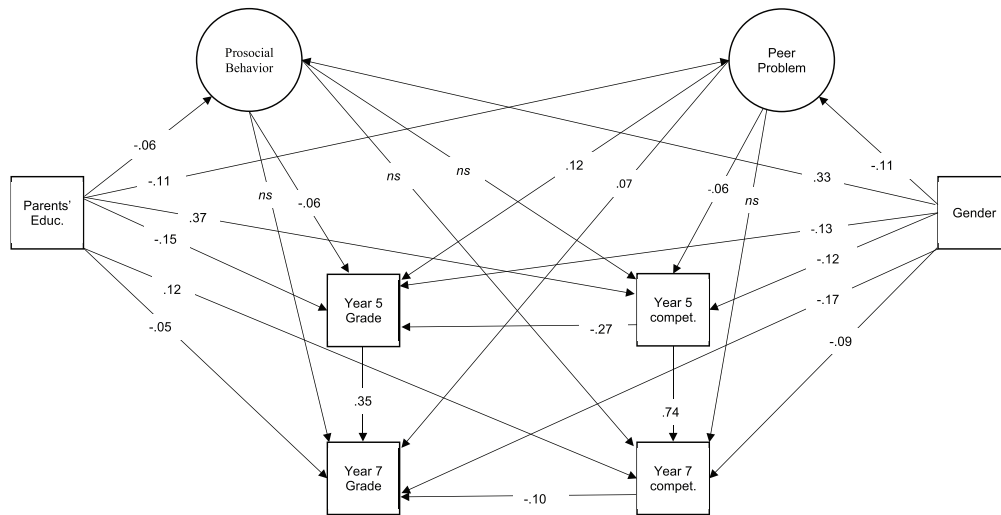 Prosocial
Behavior
Peer
Problem
-.06
-.11
ns
.12
-.11
.33
.07
ns
-.06
-.06
ns
Parents’
Educ.
Gender
.37
-.15
-.13
-.12
.12
-.17
Year 5
Grade
Year 5
compet.
-.05
-.27
-.09
.35
.74
Year 7
Grade
Year 7
compet.
-.10